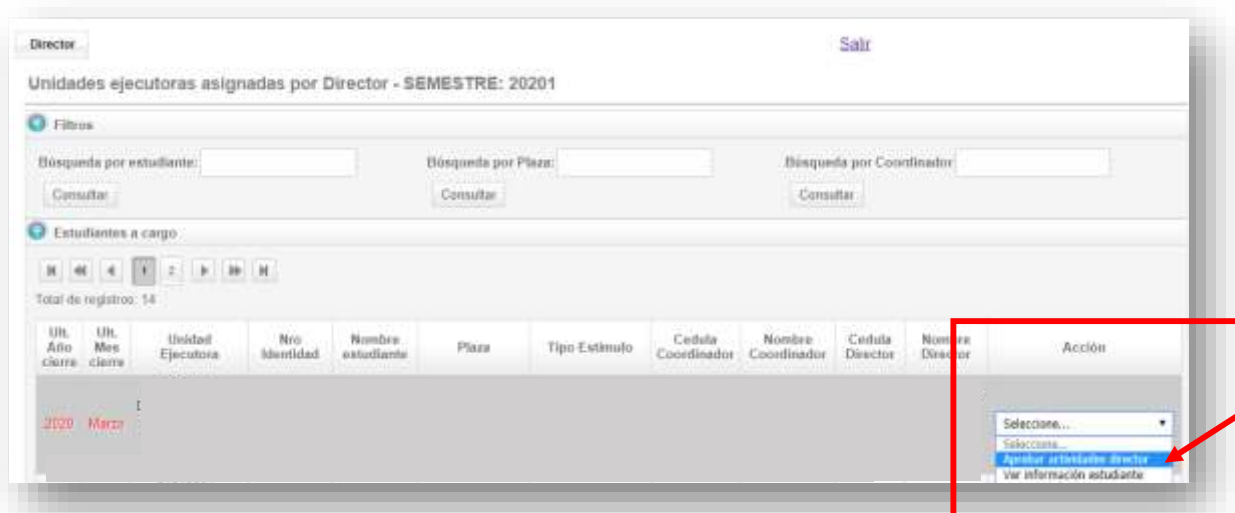 Director
Salir
Unidades ejecutoras asignadas por Director - SEMESTRE: 20201
Filtros
Búsqueda por estudiante:
Búsqueda por Plaza:
Búsqueda por Coordinador
Consultar
Consultar
Consultar
Estudiantes a cargo
1 2
Total de registros: 14
Ult. Año cierre
Ult. Mes cierre
Unidad Ejecutora
Nro Identidad
Nombre estudiante
Plaza
Tipo Estimulo
Cedula Coordinador
Nombre Coordinador
Cedula Director
Nombre Director
Acción
2020 Marzo
Seleccione...
Seleccione...
Aprobar actividades director
Ver información estudiante